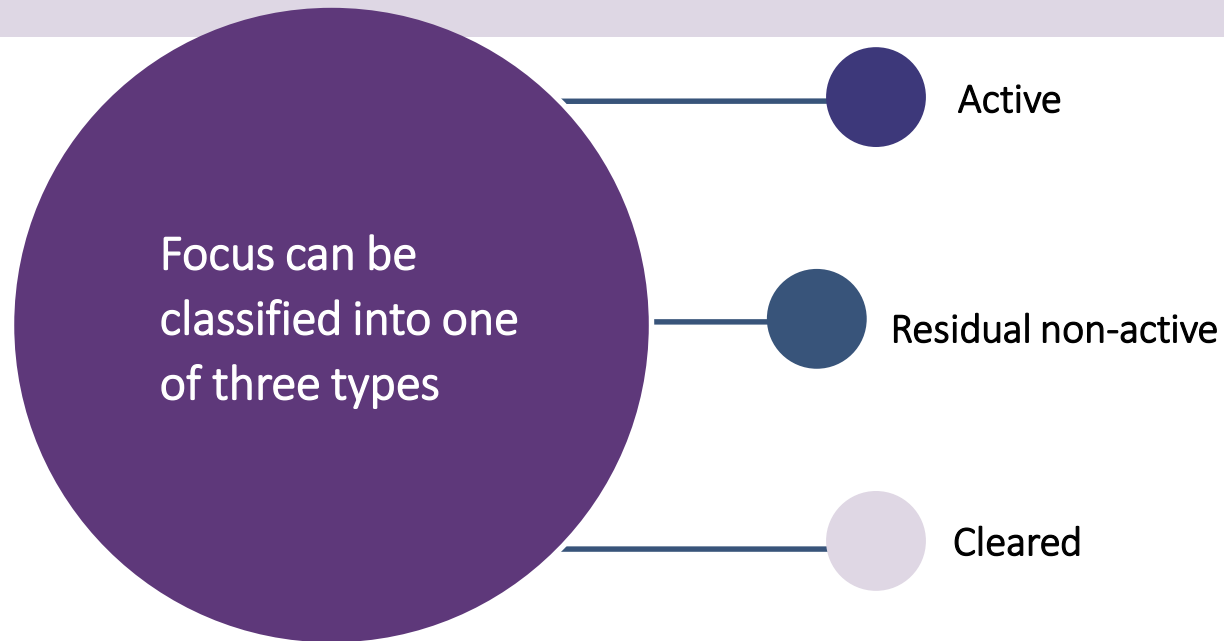 Focus can be
classified into one
of three types
Active
Residual non-active
Cleared